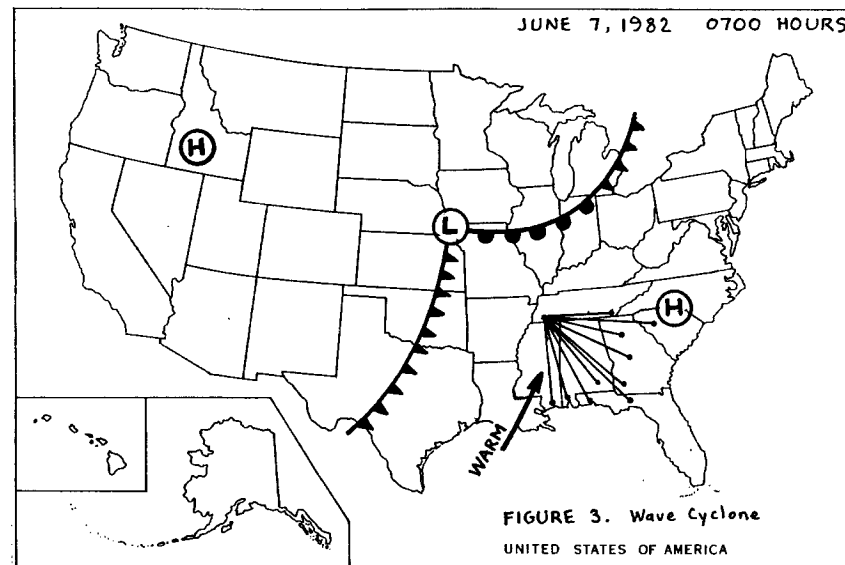 JUNE 7, 1982 0700 HOURS
H
L
H
WARM
FIGURE 3. Wave Cyclone
UNITED STATES OF AMERICA